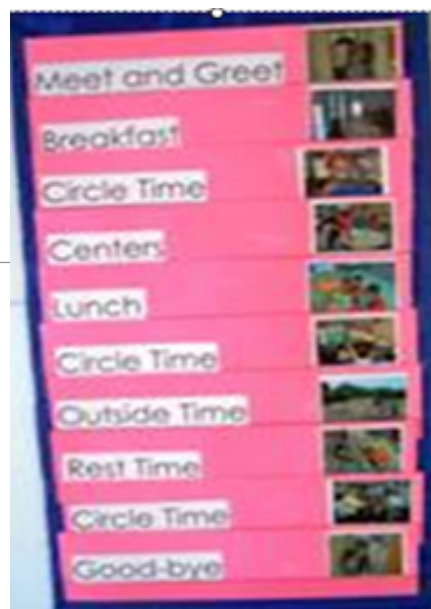 Meet and Greet
Breakfast
Circle Time
Centers
Lunch
Circle Time
Outside Time
Rest Time
Circle Time
Good-bye